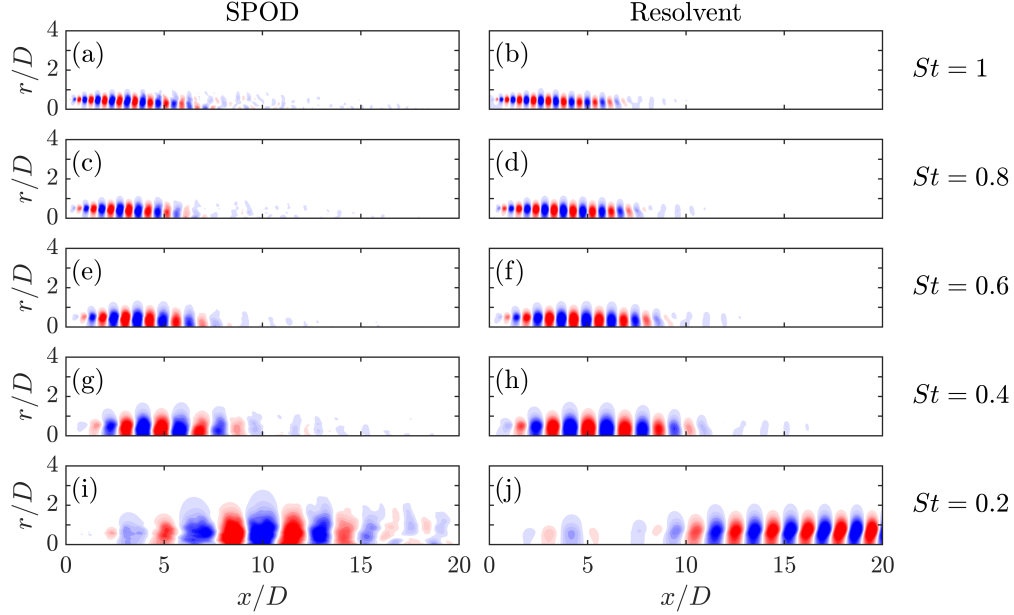 SPOD Resolvent
4 (a) (b) St = 1
2
0
r/D
4 (c) (d) St = 0.8
2
0
r/D
4 (e) (f) St = 0.6
2
0
r/D
4 (g) (h) St = 0.4
2
0
r/D
4 (i) (j) St = 0.2
2
0
r/D
0 5 10 15 20 0 5 10 15 20
x/D x/D